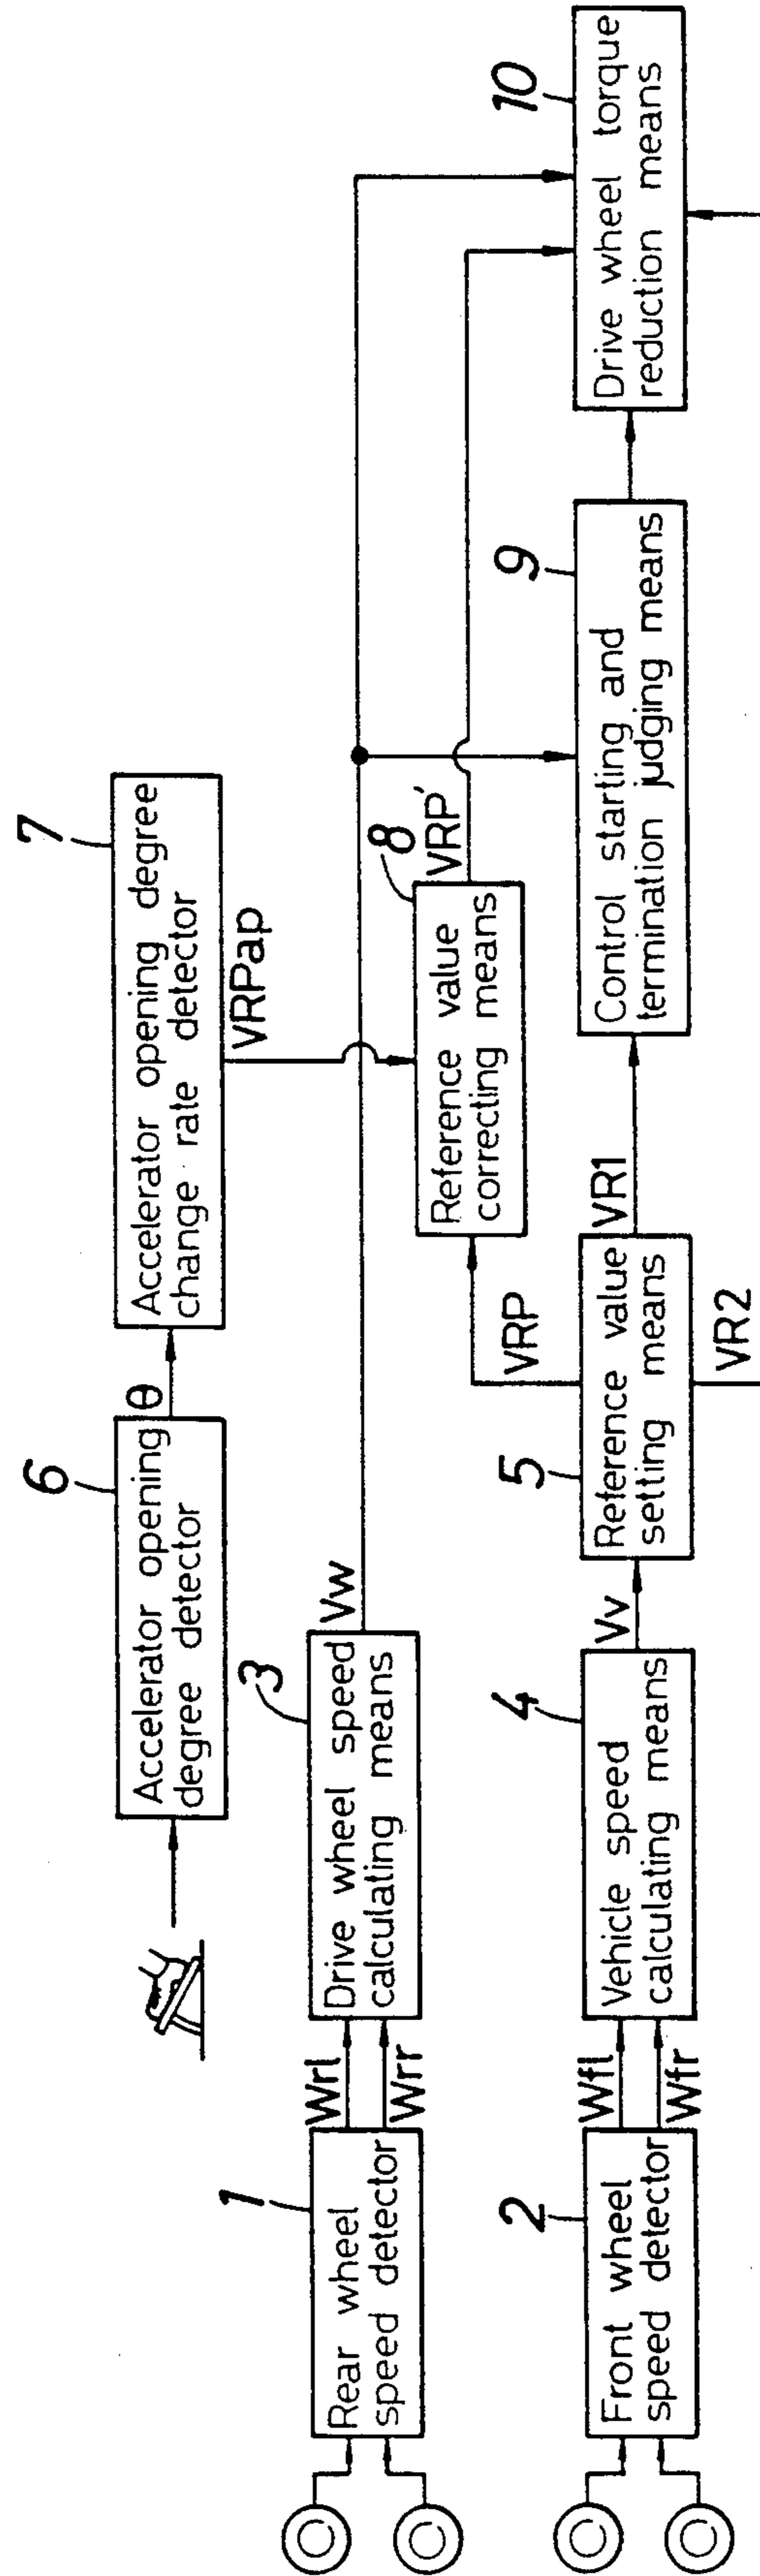 7
Accelerator opening degree
change rate detector
VRPap
6
Accelerator opening
degree detector
θ
1
Rear wheel
speed detector
Wrl
Wrr
3
Drive wheel speed
calculating means
Vw
8
Reference value
correcting means
VRP'
VRP
2
Front wheel
speed detector
Wfl
Wfr
4
Vehicle speed
calculating means
Vv
5
Reference value
setting means
VR1
VR2
9
Control starting and
termination judging means
10
Drive wheel torque
reduction means